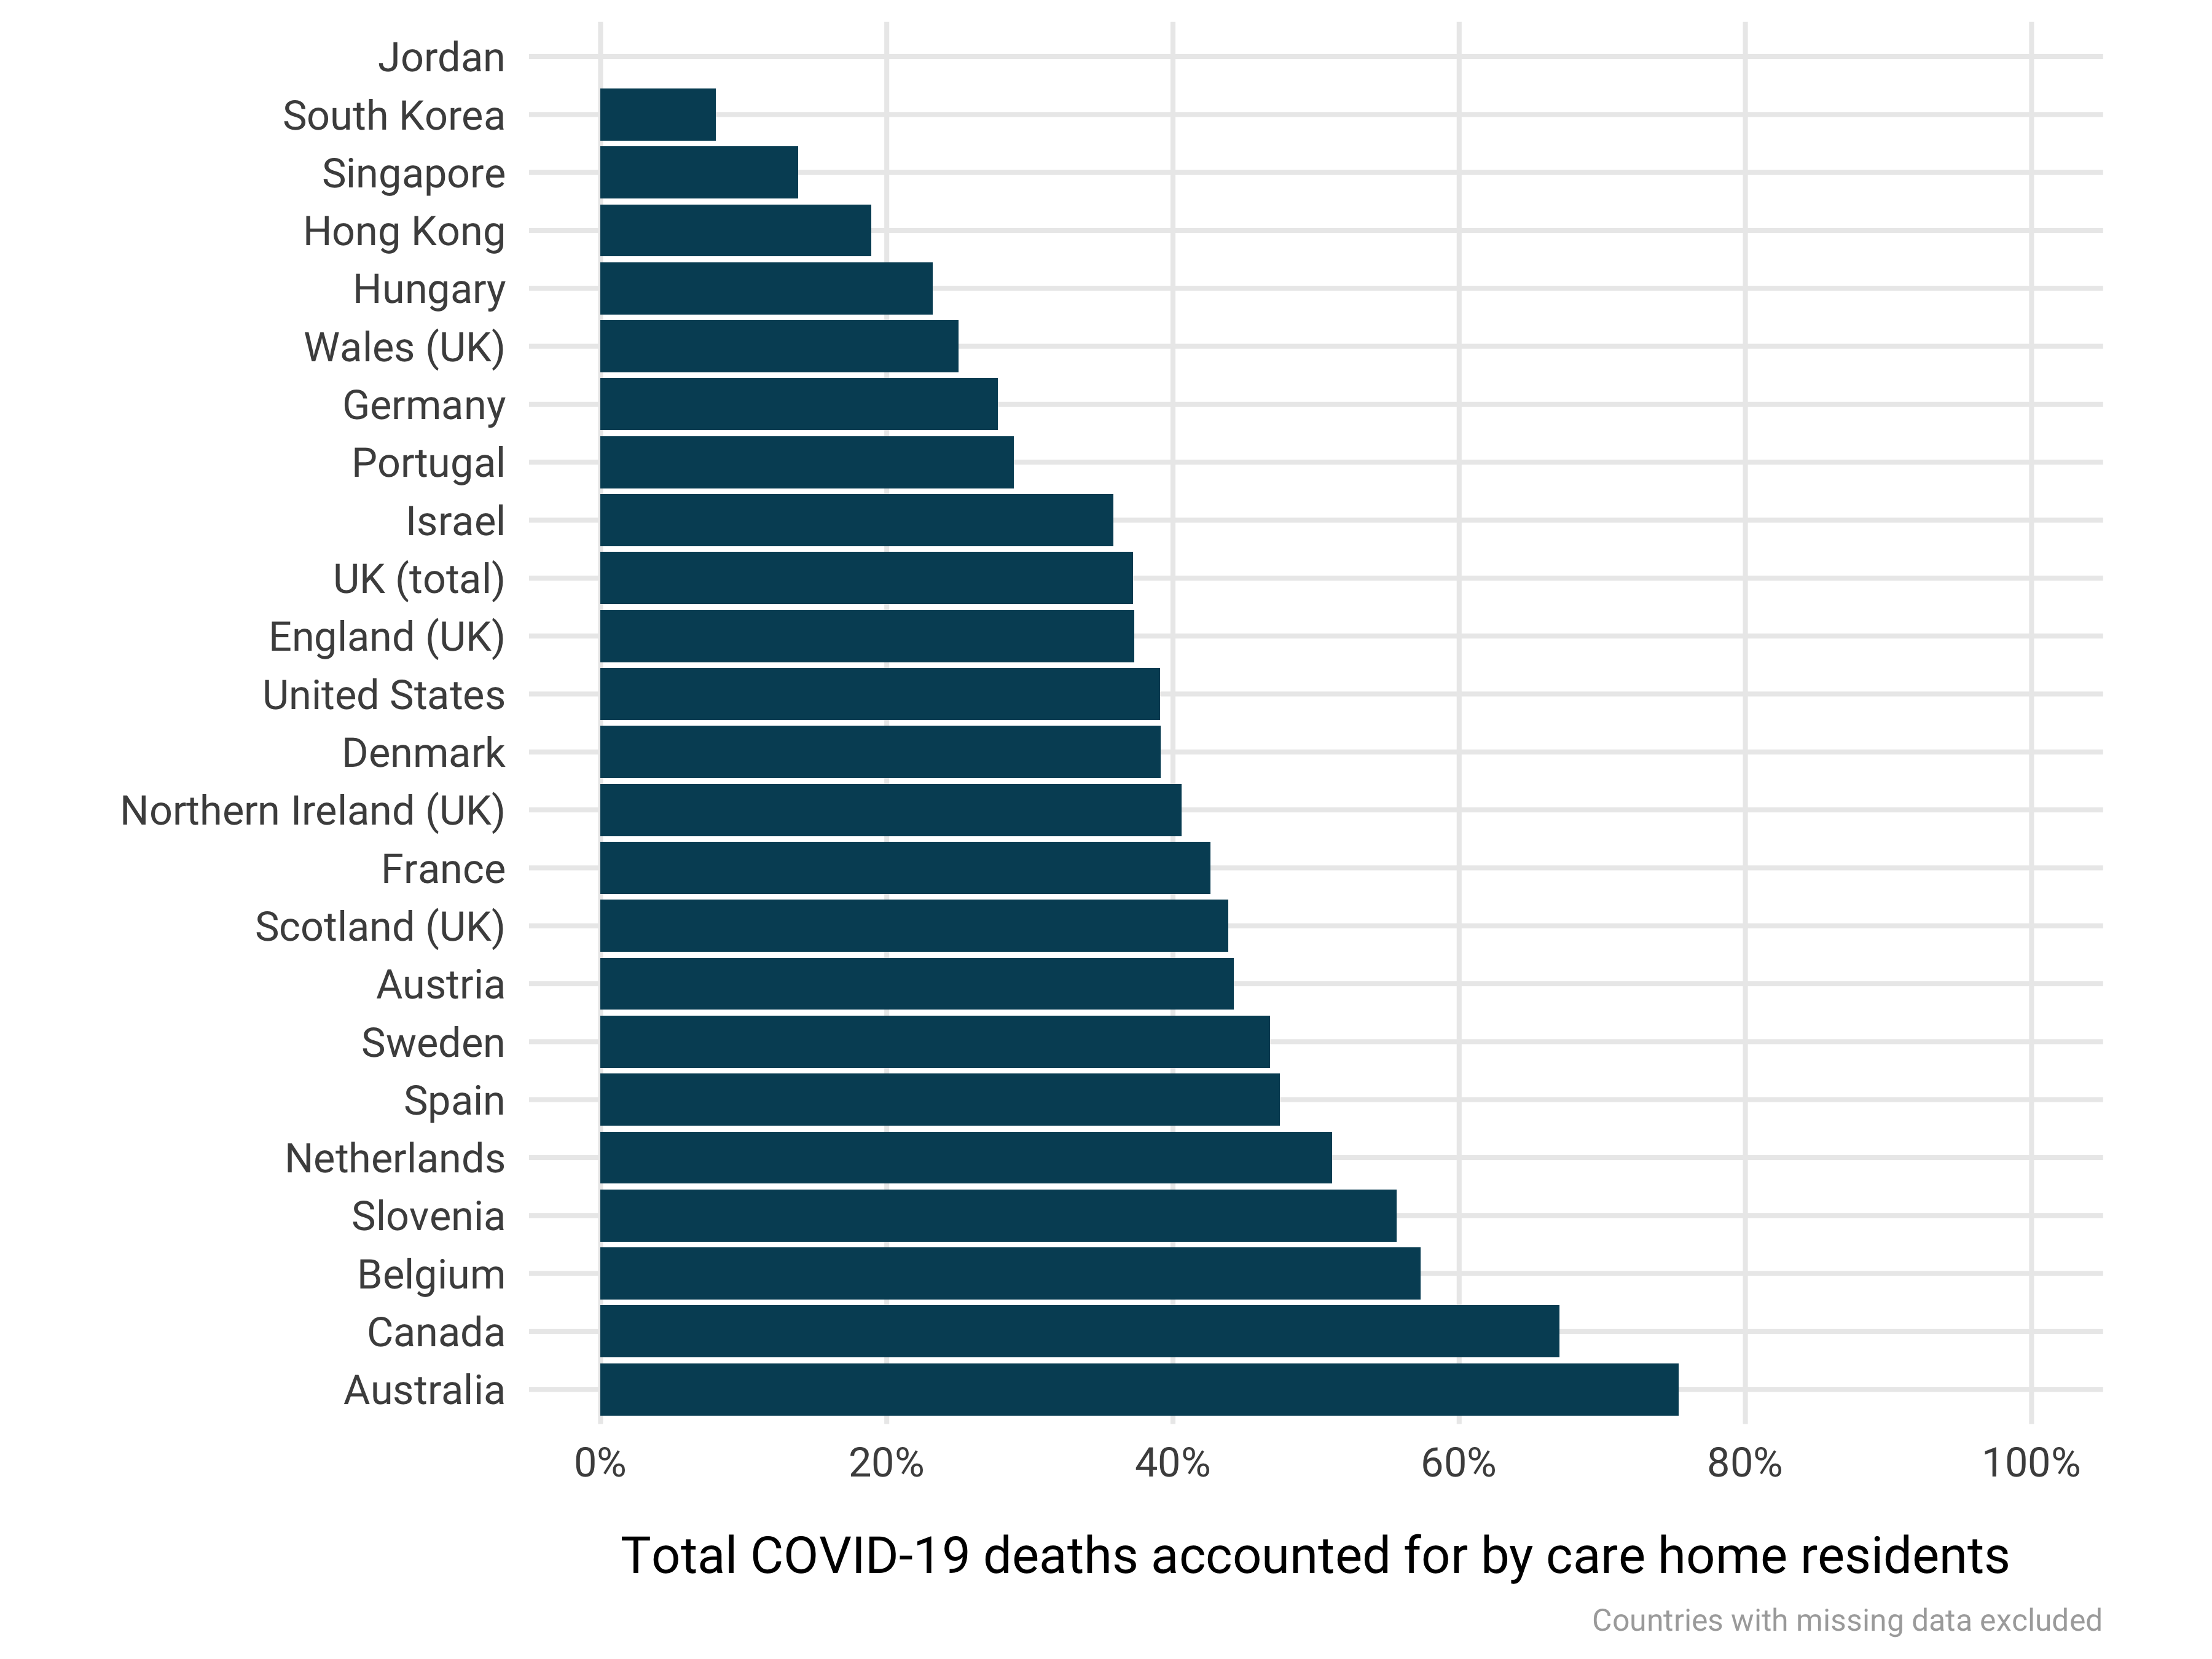 Jordan
South Korea
Singapore
Hong Kong
Hungary
Wales (UK)
Germany
Portugal
Israel
UK (total)
England (UK)
United States
Denmark
Northern Ireland (UK)
France
Scotland (UK)
Austria
Sweden
Spain
Netherlands
Slovenia
Belgium
Canada
Australia
0% 20% 40% 60% 80% 100%
Total COVID-19 deaths accounted for by care home residents
Countries with missing data excluded